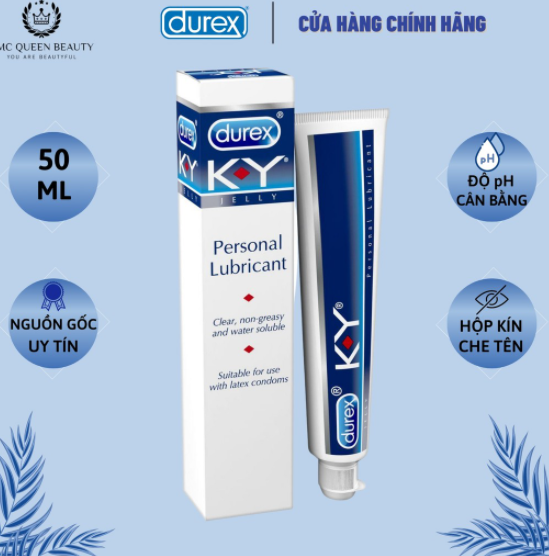 MC QUEEN BEAUTY
YOU ARE BEAUTYFUL
durex
CỬA HÀNG CHÍNH HÃNG
50
ML
NGUỒN GỐC
UY TÍN
durex
K-Y®
durex
K-Y®
JELLY
Personal
Lubricant
Clear, non-greasy
and water soluble
Suitable for use
with latex condoms
Personal Lubricant
K-Y®
durex®
pH
ĐỘ pH
CÂN BẰNG
HỘP KÍN
CHE TÊN